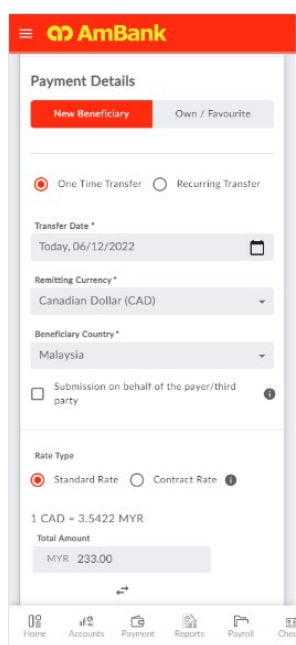 AmBank
Payment Details
New Beneficiary
Own / Favourite
One Time Transfer
Recurring Transfer
Transfer Date *
Today, 06/12/2022
Remitting Currency *
Canadian Dollar (CAD)
Beneficiary Country *
Malaysia
Submission on behalf of the payer/third
party
Rate Type
Standard Rate
Contract Rate
1 CAD = 3.5422 MYR
Total Amount
MYR 233.00
Home
Accounts
Payment
Reports
Payroll
Chec